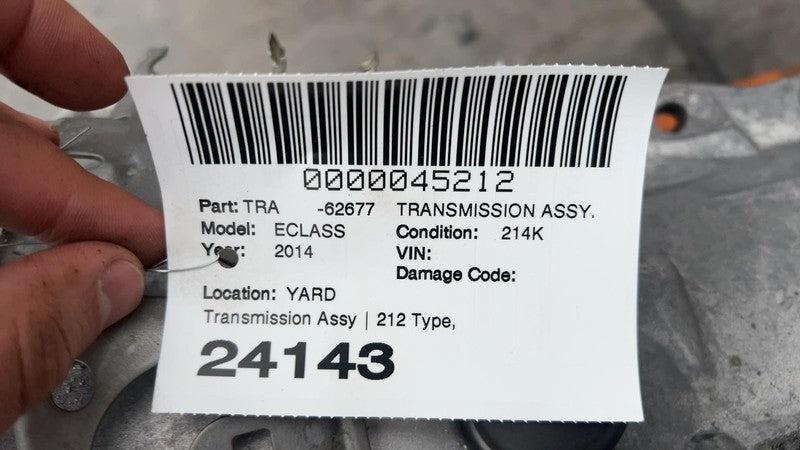 0000045212
Part: TRA -62677 TRANSMISSION ASSY.
Model: ECLASS Condition: 214K
Year: 2014 VIN:
Damage Code:
Location: YARD
Transmission Assy | 212 Type,
24143